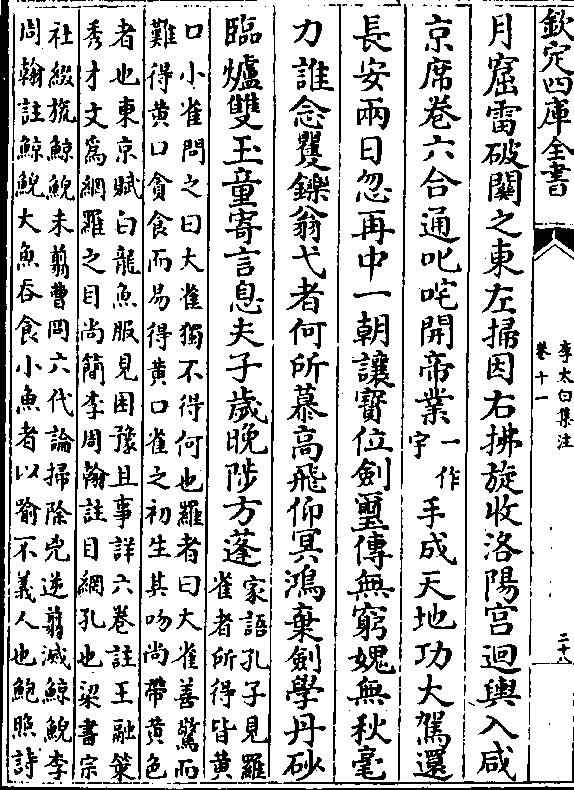 欽定四庫全書
李太白集注
卷十一
二十八
月窟雷破關之東左掃因右拂旋收洛陽宫迴輿入咸
京席卷六合通叱咤開帝業一作宇手成天地功大駕還
長安兩日忽再中一朝讓寳位劍璽傳無窮媿無秋毫
力誰念矍鑠翁弋者何所慕高飛仰冥鴻棄劍學丹砂
臨爐雙玉童寄言息夫子歲晚陟方蓬家語孔子見羅
雀者所得皆黄
口小雀問之曰大雀獨不得何也羅者曰大雀善驚而
難得黄口貪食而易得黄口雀之初生其吻尚帶黄色
者也東京賦白龍魚服見困豫且事詳六卷註王融䇿
秀才文寫網羅之目尚簡李周翰註目網孔也梁書宗
社綴旒鯨鯢未翦曹冏六代論掃除兇逆翦滅鯨鯢李
周翰註鯨鯢大魚吞食小魚者以喻不義人也鮑照詩